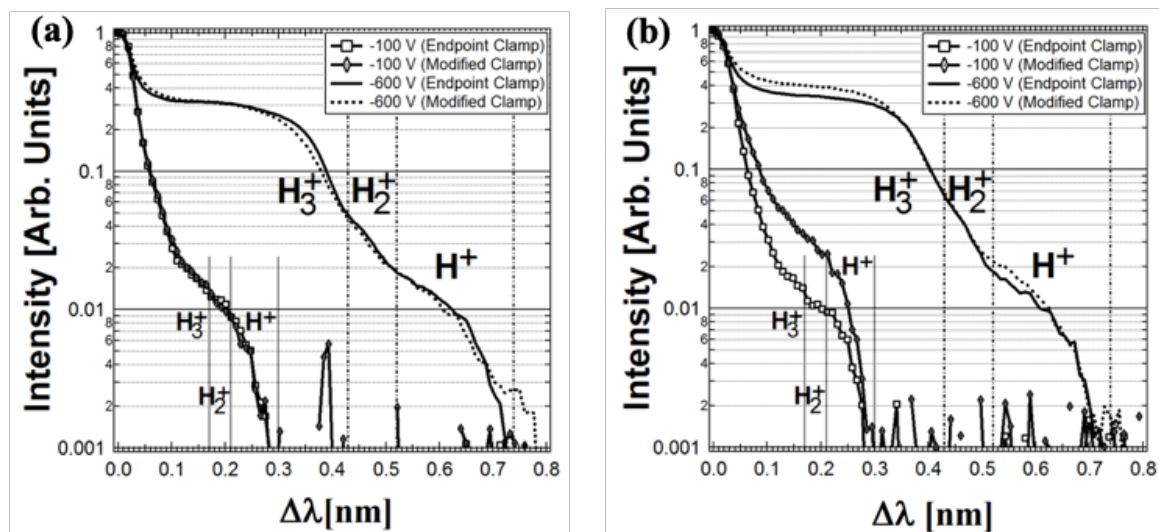 (a)
Intensity [Arb. Units]
1
8
6
4
2
0.1
8
6
4
2
0.01
8
6
4
2
0.001
-100 V (Endpoint Clamp)
-100 V (Modified Clamp)
-600 V (Endpoint Clamp)
-600 V (Modified Clamp)
H₃⁺
H₂⁺
H⁺
H₃⁺
H⁺
H₂⁺
0.0 0.1 0.2 0.3 0.4 0.5 0.6 0.7 0.8
Δλ[nm]
(b)
Intensity [Arb. Units]
1
8
6
4
2
0.1
8
6
4
2
0.01
8
6
4
2
0.001
-100 V (Endpoint Clamp)
-100 V (Modified Clamp)
-600 V (Endpoint Clamp)
-600 V (Modified Clamp)
H₃⁺
H₂⁺
H⁺
H⁺
H₃⁺
H₂⁺
0.0 0.1 0.2 0.3 0.4 0.5 0.6 0.7 0.8
Δλ [nm]